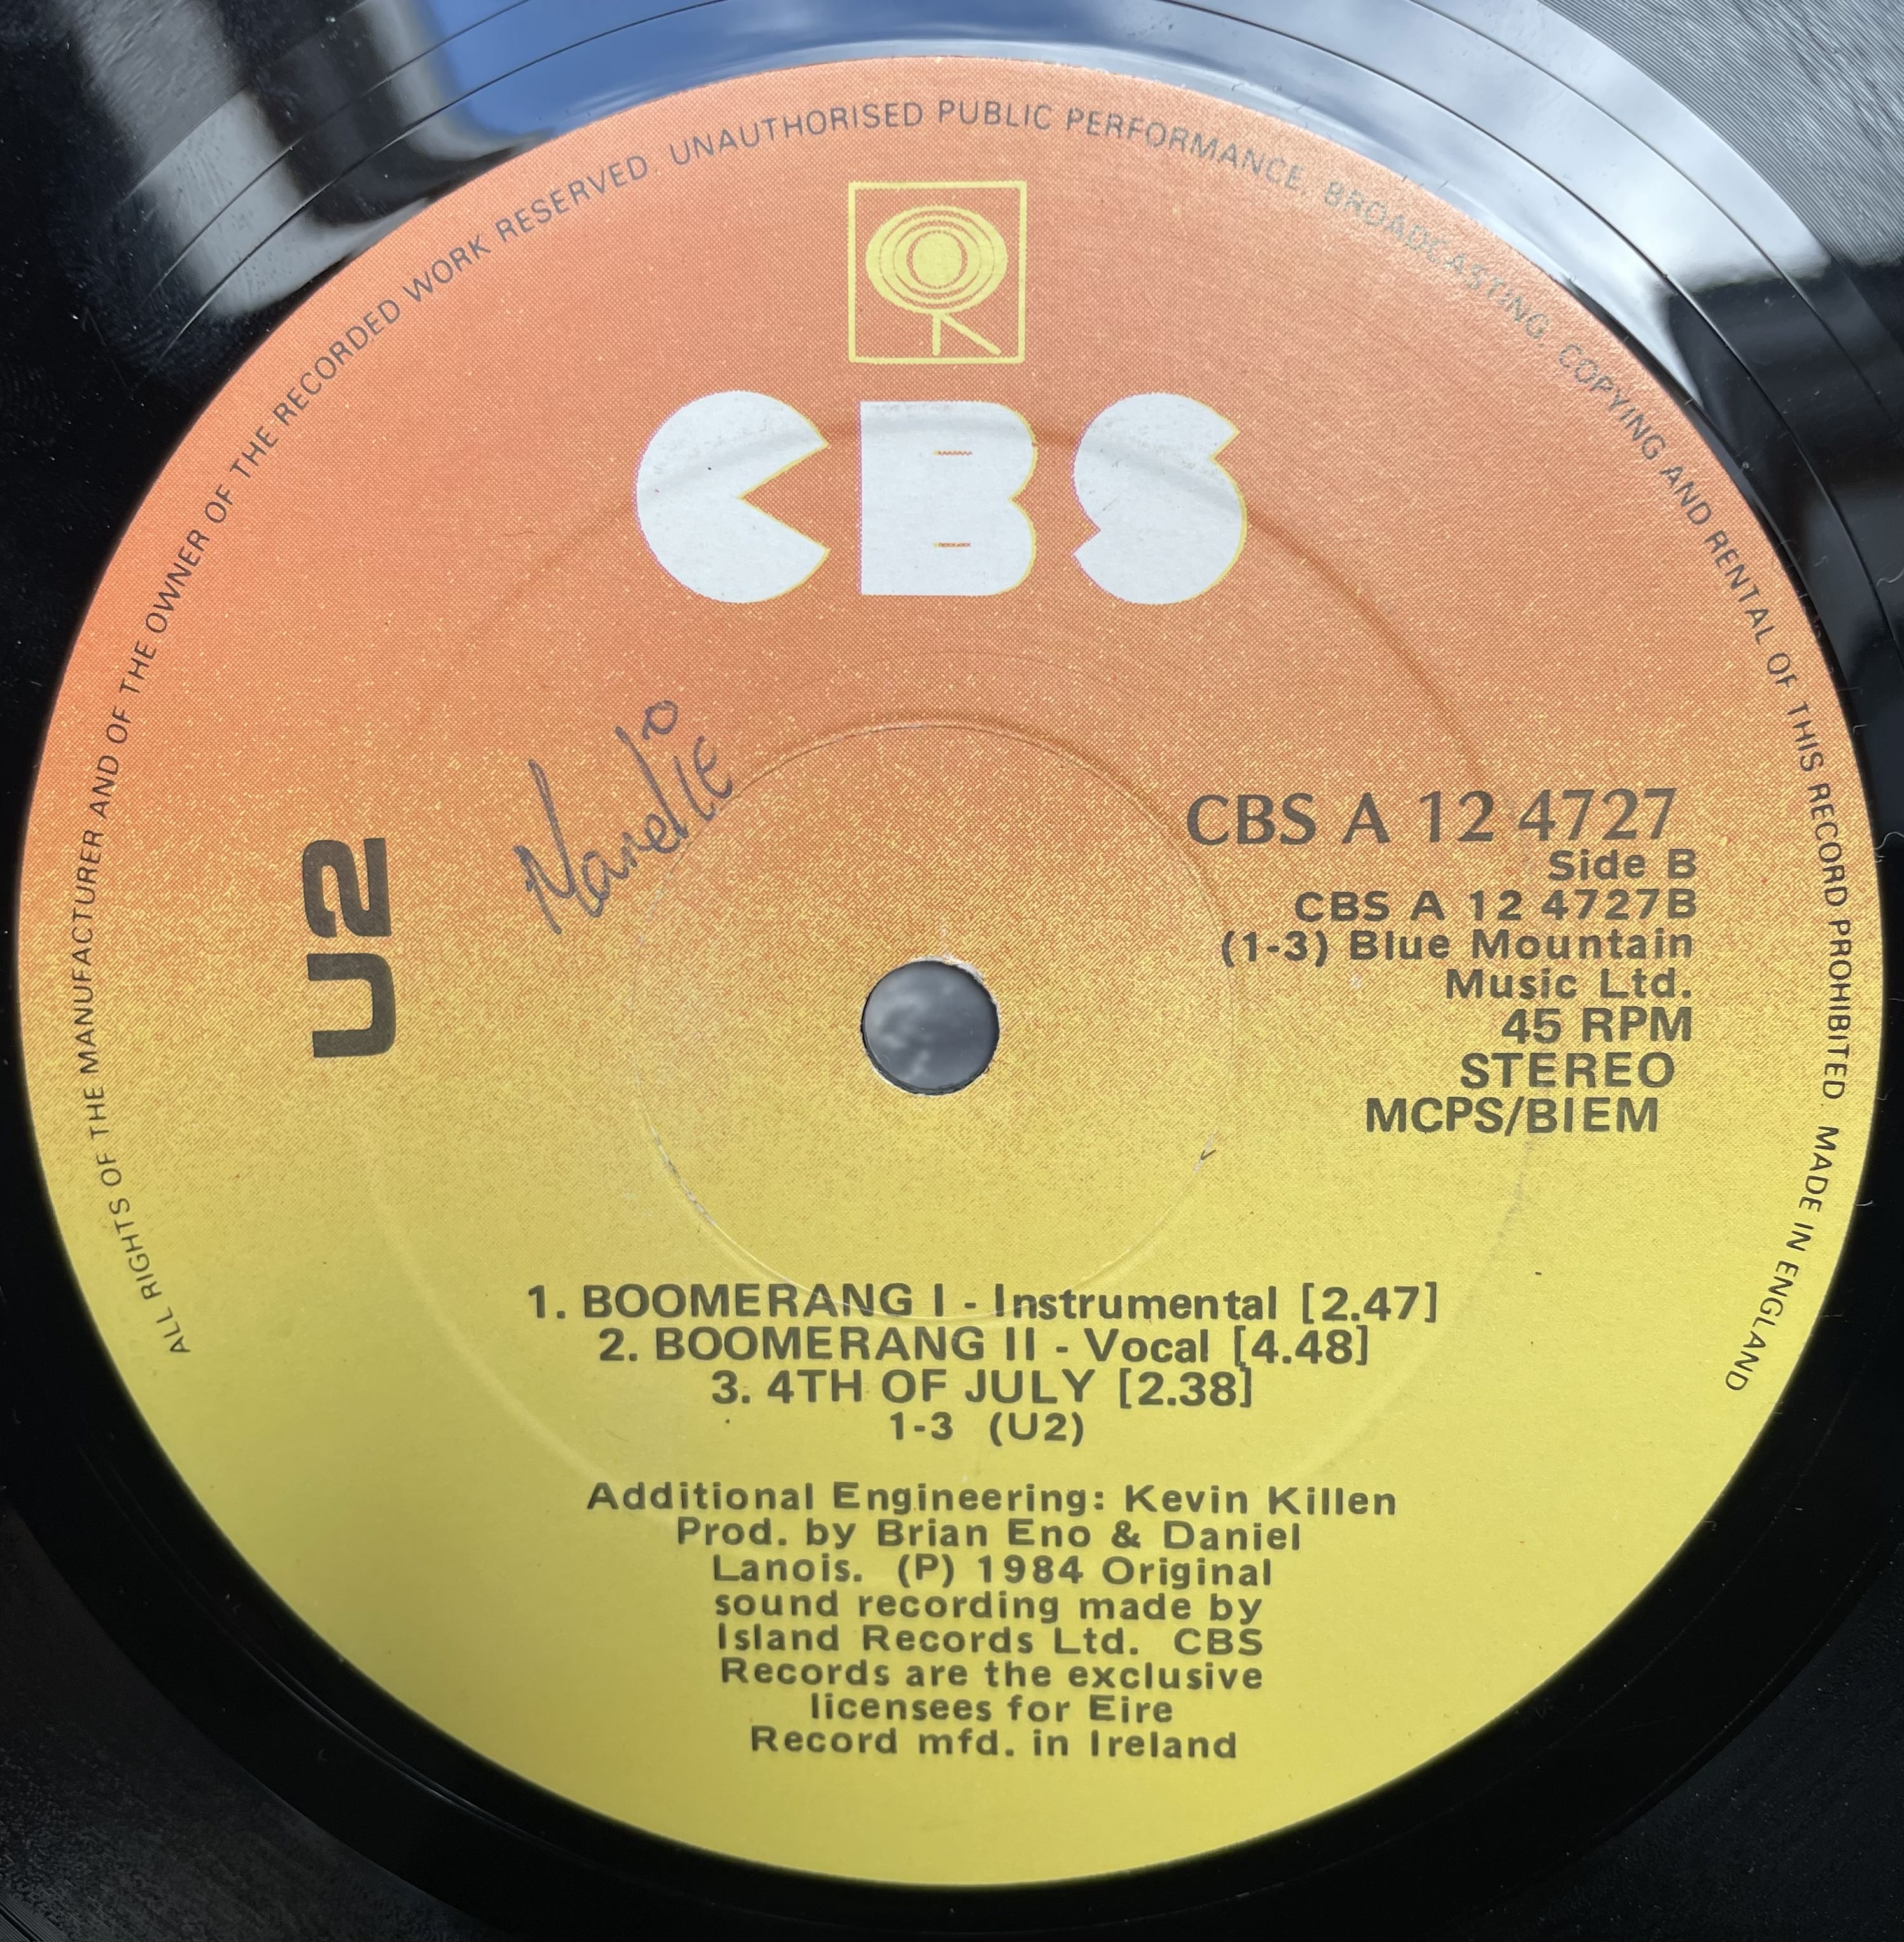 ALL RIGHTS OF THE MANUFACTURER AND OF THE OWNER OF THE RECORDED WORK RESERVED. UNAUTHORISED PUBLIC PERFORMANCE, BROADCASTING, COPYING AND RENTAL OF THIS RECORD PROHIBITED. MADE IN ENGLAND
CBS
U2
CBS A 12 4727
Side B
CBS A 12 4727B
(1-3) Blue Mountain
Music Ltd.
45 RPM
STEREO
MCPS/BIEM
1. BOOMERANG I - Instrumental [2.47]
2. BOOMERANG II - Vocal [4.48]
3. 4TH OF JULY [2.38]
1-3 (U2)
Additional Engineering: Kevin Killen
Prod. by Brian Eno & Daniel
Lanois. (P) 1984 Original
sound recording made by
Island Records Ltd. CBS
Records are the exclusive
licensees for Eire
Record mfd. in Ireland